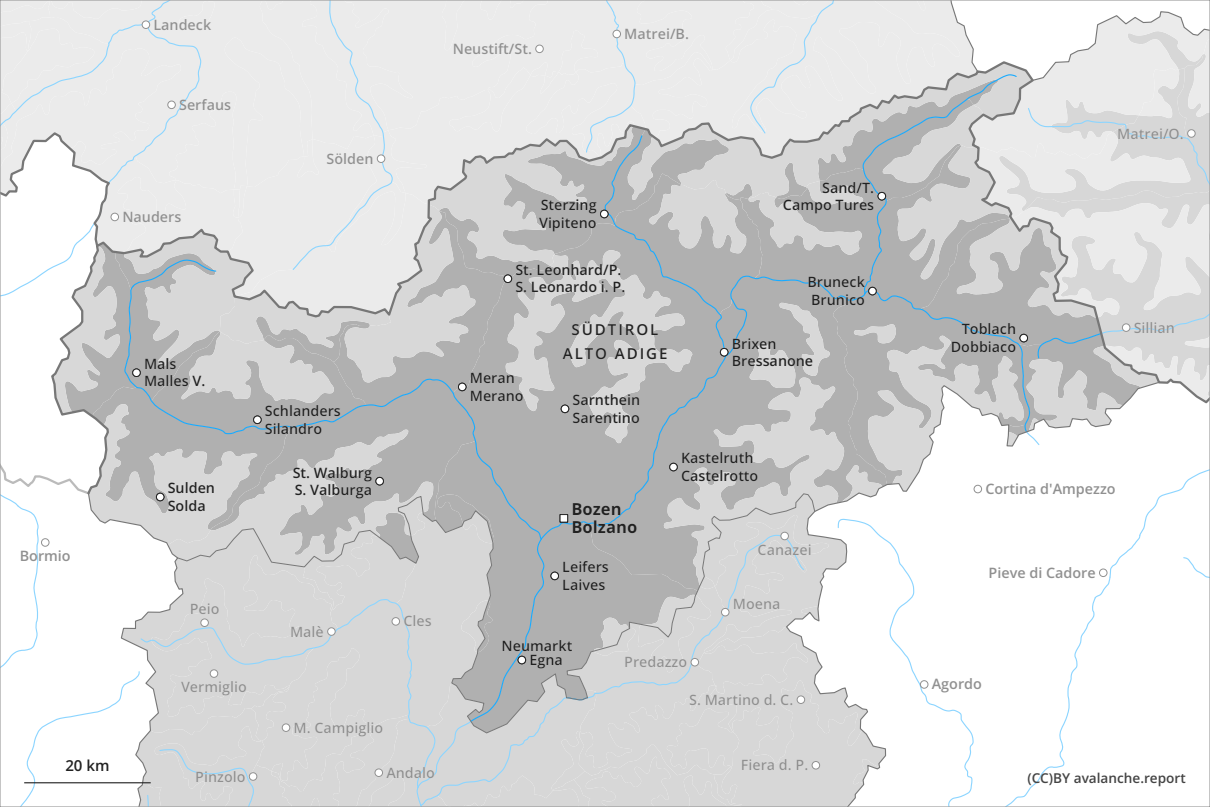 Landeck
Matrei/B.
Neustift/St.
Serfaus
Matrei/O.
Sölden
Sand/T.
Campo Tures
Sterzing
Vipiteno
Nauders
St. Leonhard/P.
S. Leonardo i. P.
Bruneck
Brunico
SÜDTIROL
ALTO ADIGE
Toblach
Dobbiaco
Sillian
Brixen
Bressanone
Mals
Malles V.
Meran
Merano
Sarnthein
Sarentino
Schlanders
Silandro
Kastelruth
Castelrotto
St. Walburg
S. Valburga
Sulden
Solda
Cortina d'Ampezzo
Bozen
Bolzano
Bormio
Canazei
Leifers
Laives
Pieve di Cadore
Peio
Moena
Malè
Cles
Neumarkt
Egna
Predazzo
Vermiglio
Agordo
S. Martino d. C.
M. Campiglio
20 km
Fiera d. P.
Pinzolo
Andalo
(CC)BY avalanche.report